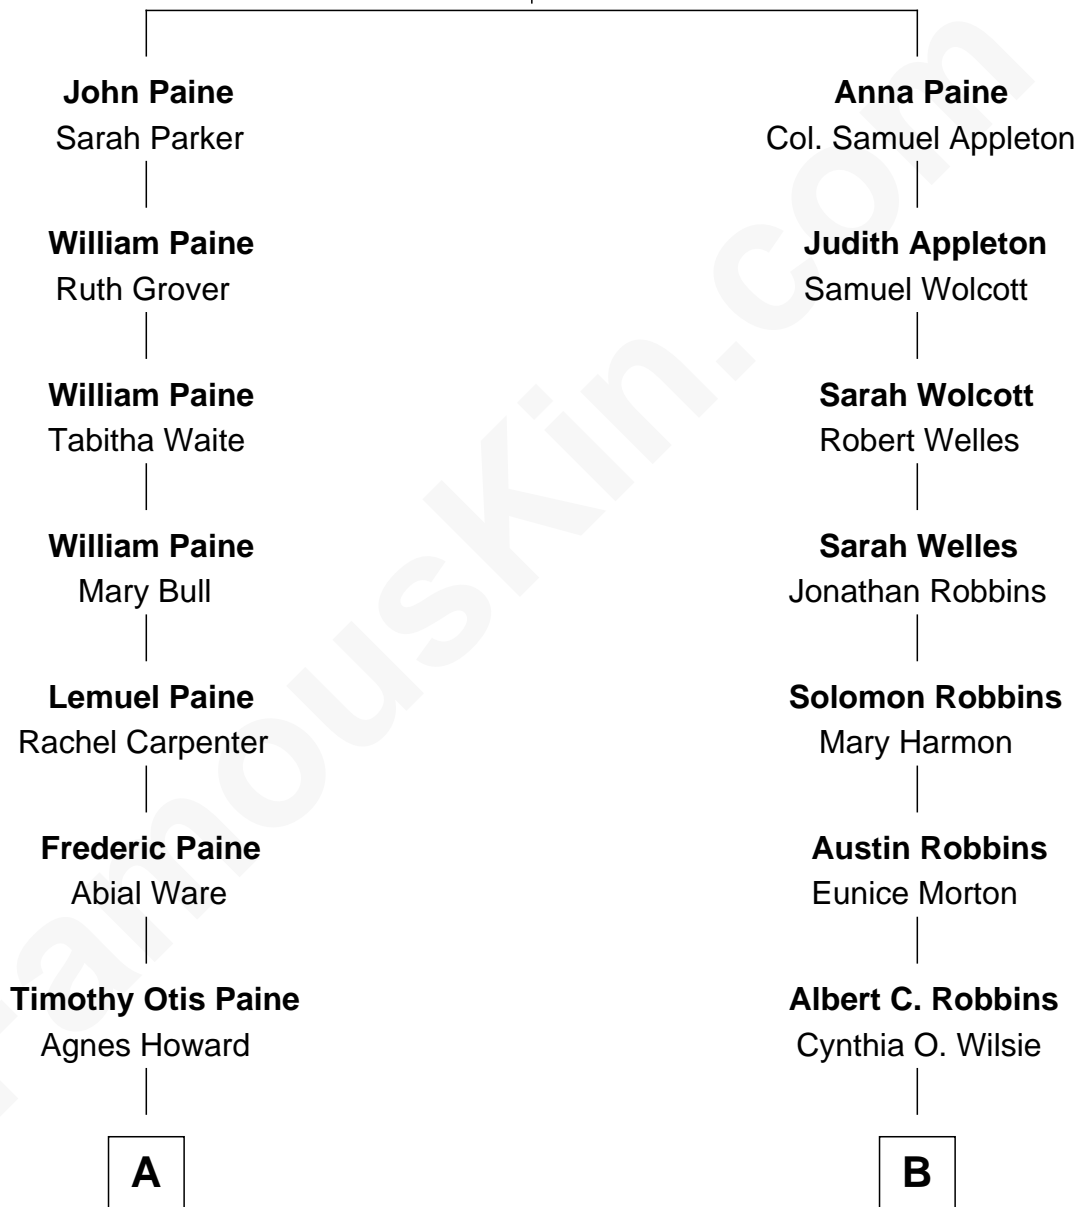 John Paine
Sarah Parker
William Paine
Ruth Grover
William Paine
Tabitha Waite
William Paine
Mary Bull
Lemuel Paine
Rachel Carpenter
Frederic Paine
Abial Ware
Timothy Otis Paine
Agnes Howard
A
Anna Paine
Col. Samuel Appleton
Judith Appleton
Samuel Wolcott
Sarah Wolcott
Robert Welles
Sarah Welles
Jonathan Robbins
Solomon Robbins
Mary Harmon
Austin Robbins
Eunice Morton
Albert C. Robbins
Cynthia O. Wilsie
B
FamousKin.com